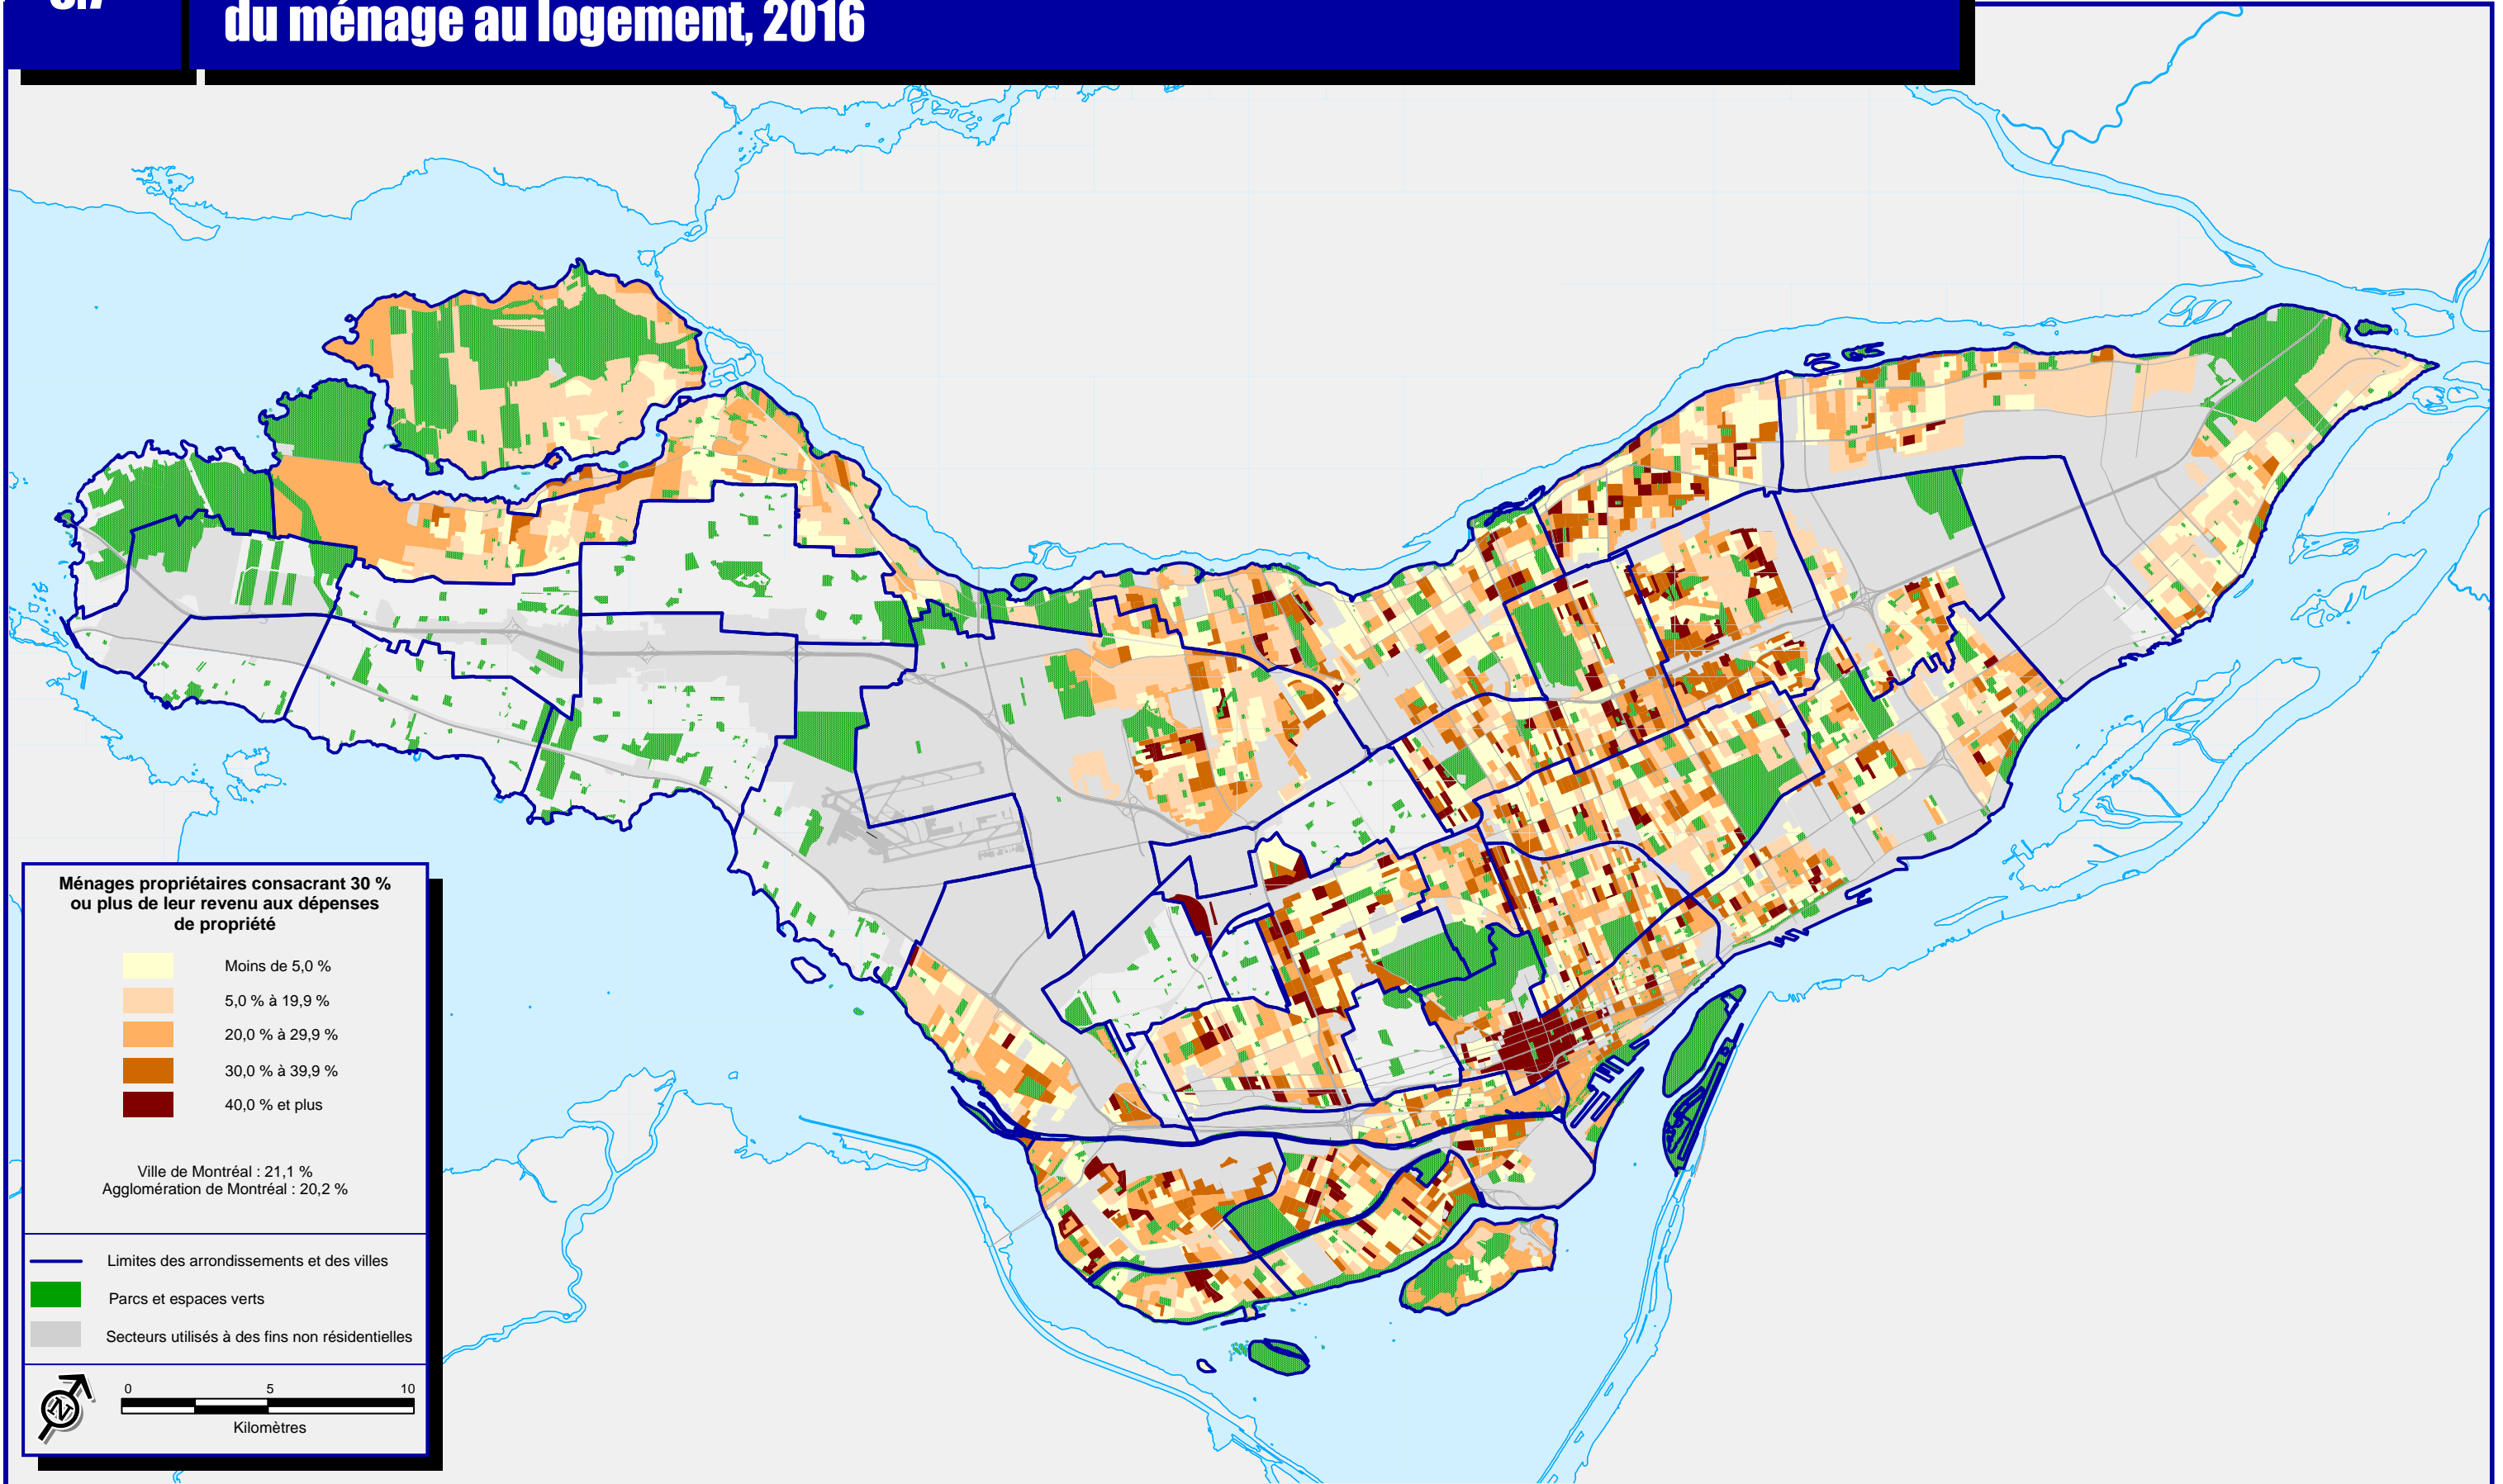 du ménage au logement, 2016
Ménages propriétaires consacrant 30 %
ou plus de leur revenu aux dépenses
de propriété
Moins de 5,0 %
5,0 % à 19,9 %
20,0 % à 29,9 %
30,0 % à 39,9 %
40,0 % et plus
Ville de Montréal : 21,1 %
Agglomération de Montréal : 20,2 %
Limites des arrondissements et des villes
Parcs et espaces verts
Secteurs utilisés à des fins non résidentielles
N
0 5 10
Kilomètres